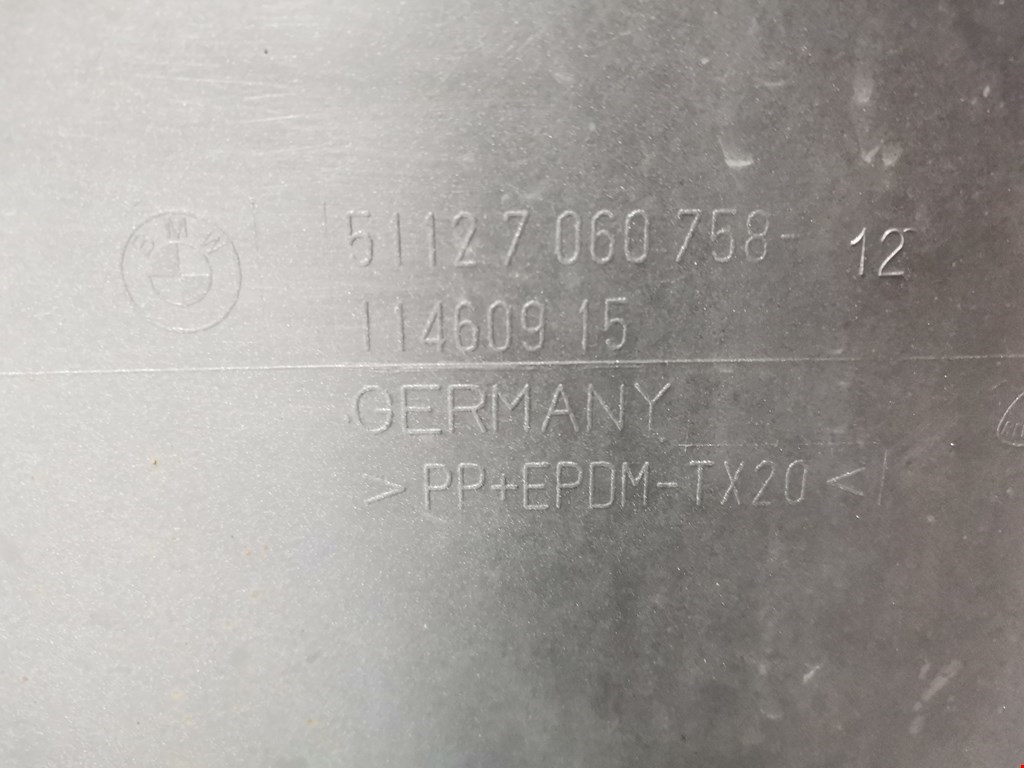 BMW
5112 7 060 758- 12
114609 15
GERMANY
> PP+EPDM-TX20 <